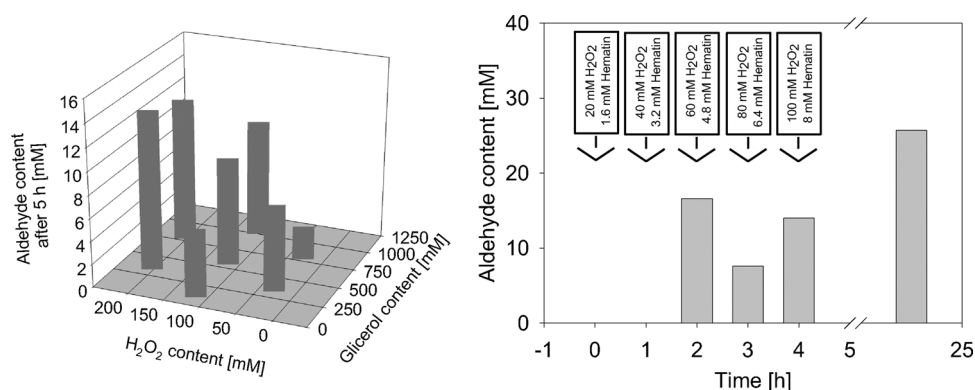 Aldehyde content
after 5 h [mM]
16
14
12
10
8
6
4
2
0
200
150
100
50
0
H2O2 content [mM]
0
250
500
750
1000
1250
Glicerol content [mM]
Aldehyde content [mM]
40
30
20
10
0
20 mM H2O2
1.6 mM Hematin
40 mM H2O2
3.2 mM Hematin
60 mM H2O2
4.8 mM Hematin
80 mM H2O2
6.4 mM Hematin
100 mM H2O2
8 mM Hematin
-1
0
1
2
3
4
5
25
Time [h]